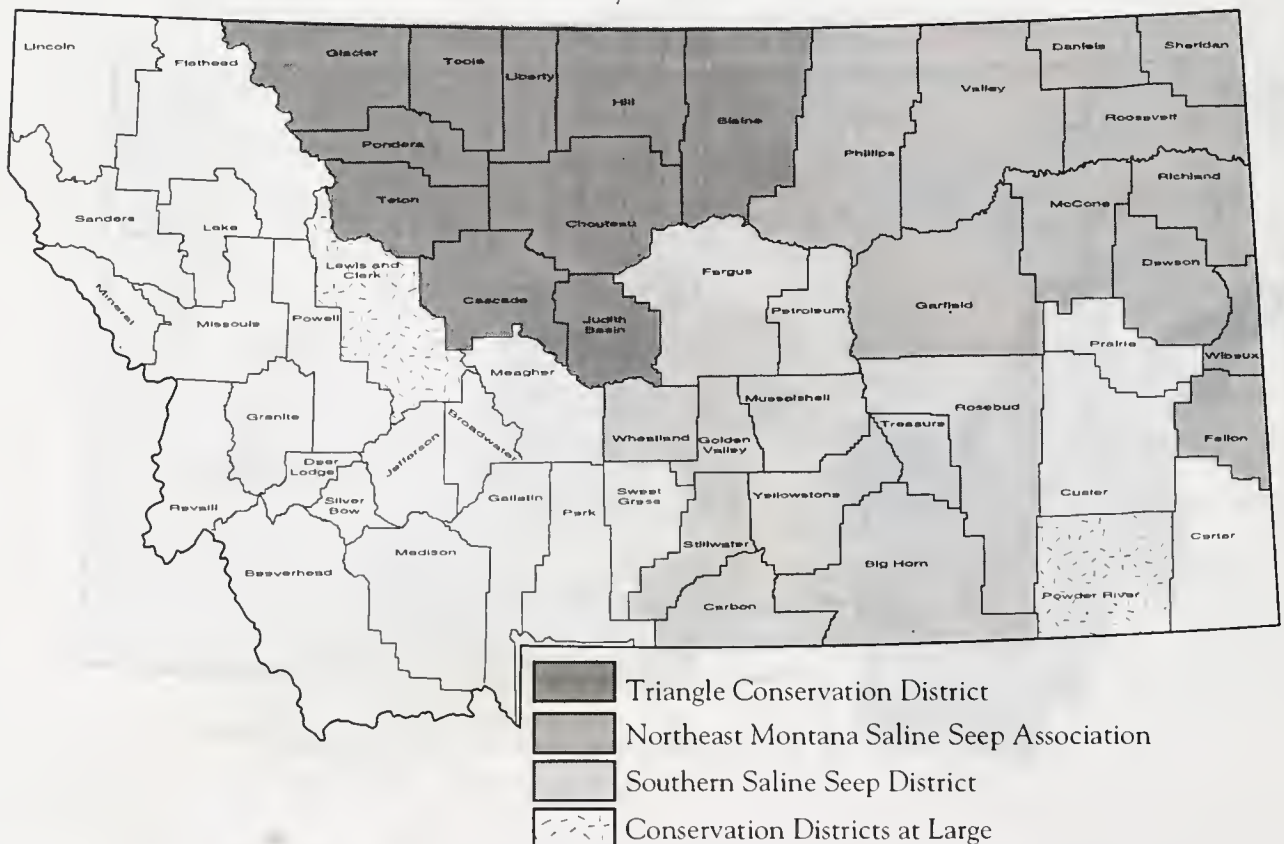 Lincoln
Flathead
Glacier
Toole
Liberty
Hill
Blaine
Phillips
Valley
Daniels
Sheridan
Roosevelt
Pondera
Teton
Chouteau
Richland
McCone
Dawson
Sanders
Lake
Lewis and
Clerk
Cascade
Judith
Basin
Fergus
Petroleum
Garfield
Prairie
Wibaux
Mineral
Missoula
Powell
Meagher
Granite
Broadwater
Jefferson
Deer
Lodge
Silver
Bow
Wheatland
Golden
Valley
Musselshell
Treasure
Rosebud
Fallon
Custer
Ravalli
Gallatin
Park
Sweet
Grass
Yellowstone
Stillwater
Big Horn
Carter
Madison
Beaverhead
Carbon
Powder River
Triangle Conservation District
Northeast Montana Saline Seep Association
Southern Saline Seep District
Conservation Districts at Large